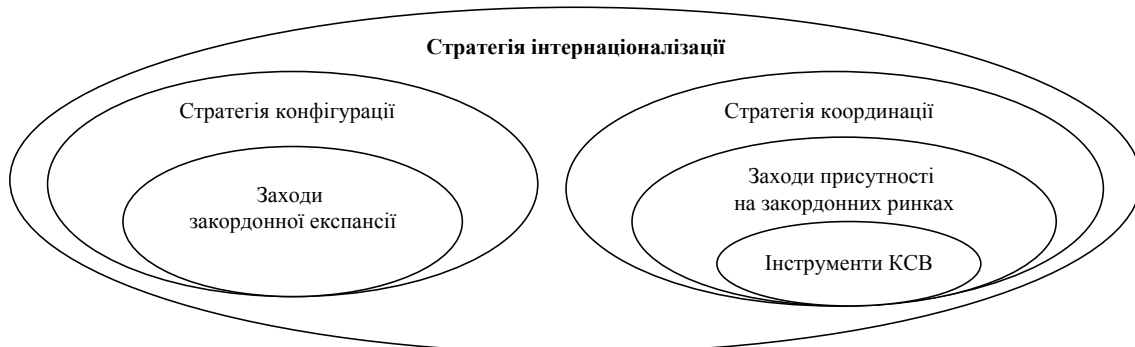 Стратегія інтернаціоналізації
Стратегія конфігурації
Заходи
закордонної експансії
Стратегія координації
Заходи присутності
на закордонних ринках
Інструменти КСВ